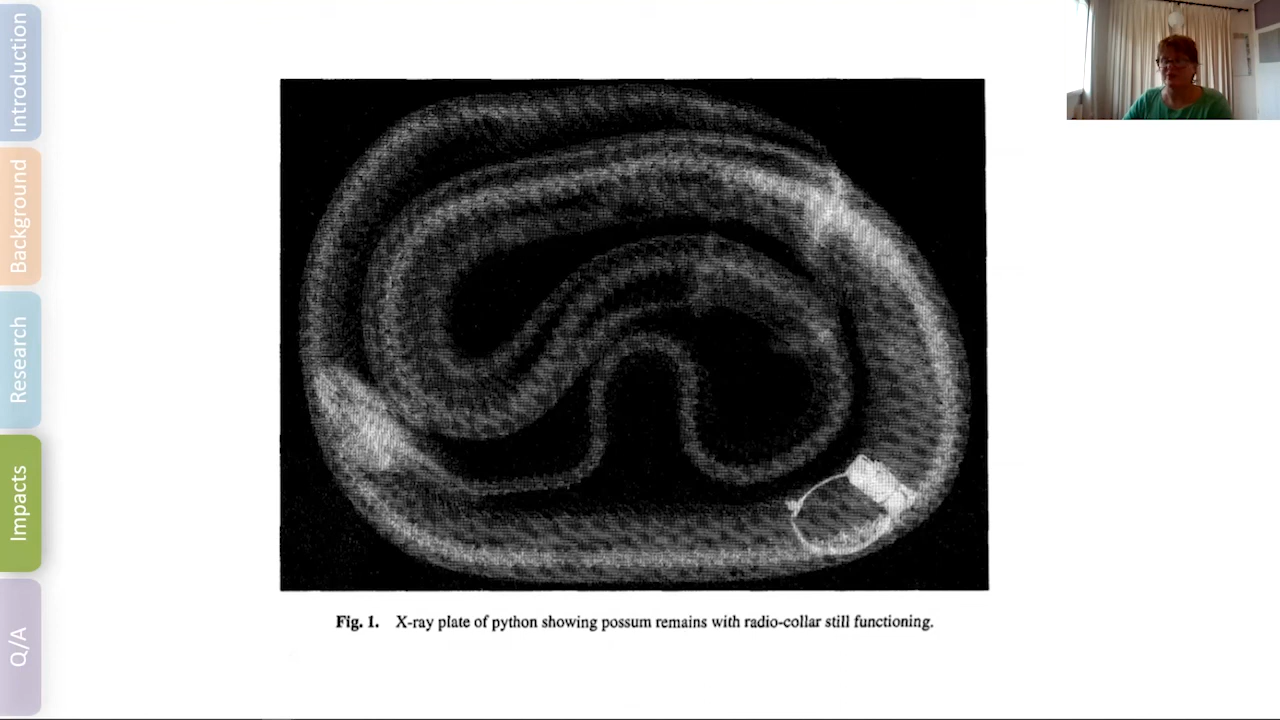 Introduction
Background
Research
Impacts
Q/A
Fig. 1. X-ray plate of python showing possum remains with radio-collar still functioning.